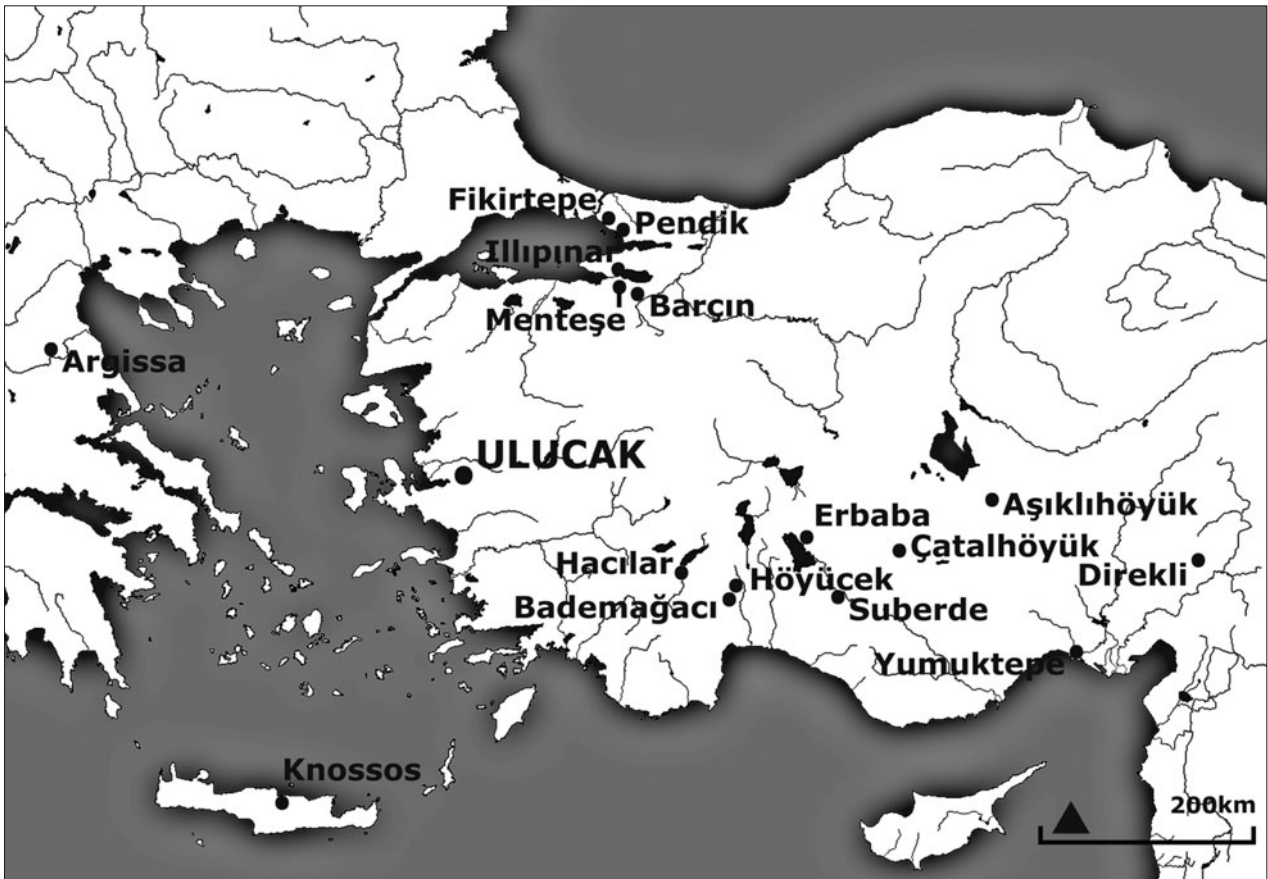 Fikirtepe
Pendik
Illıpınar
Menteşe
Barçın
Argissa
ULUCAK
Aşıklıhöyük
Erbaba
Çatalhöyük
Hacılar
Höyücek
Direkli
Bademağacı
Suberde
Yumuktepe
Knossos
200km